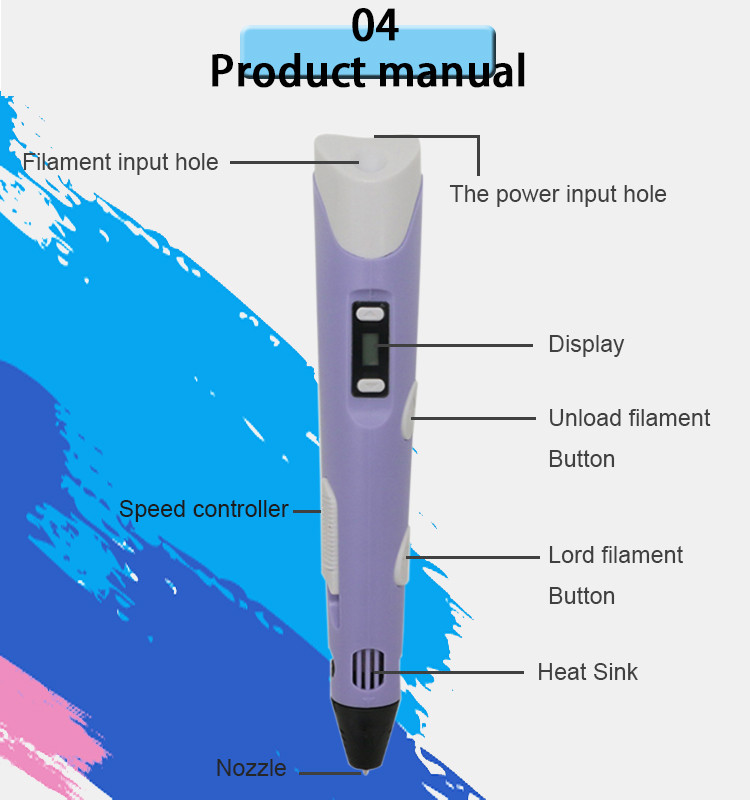 04
Product manual
Filament input hole
The power input hole
Display
Unload filament
Button
Speed controller
Lord filament
Button
Heat Sink
Nozzle